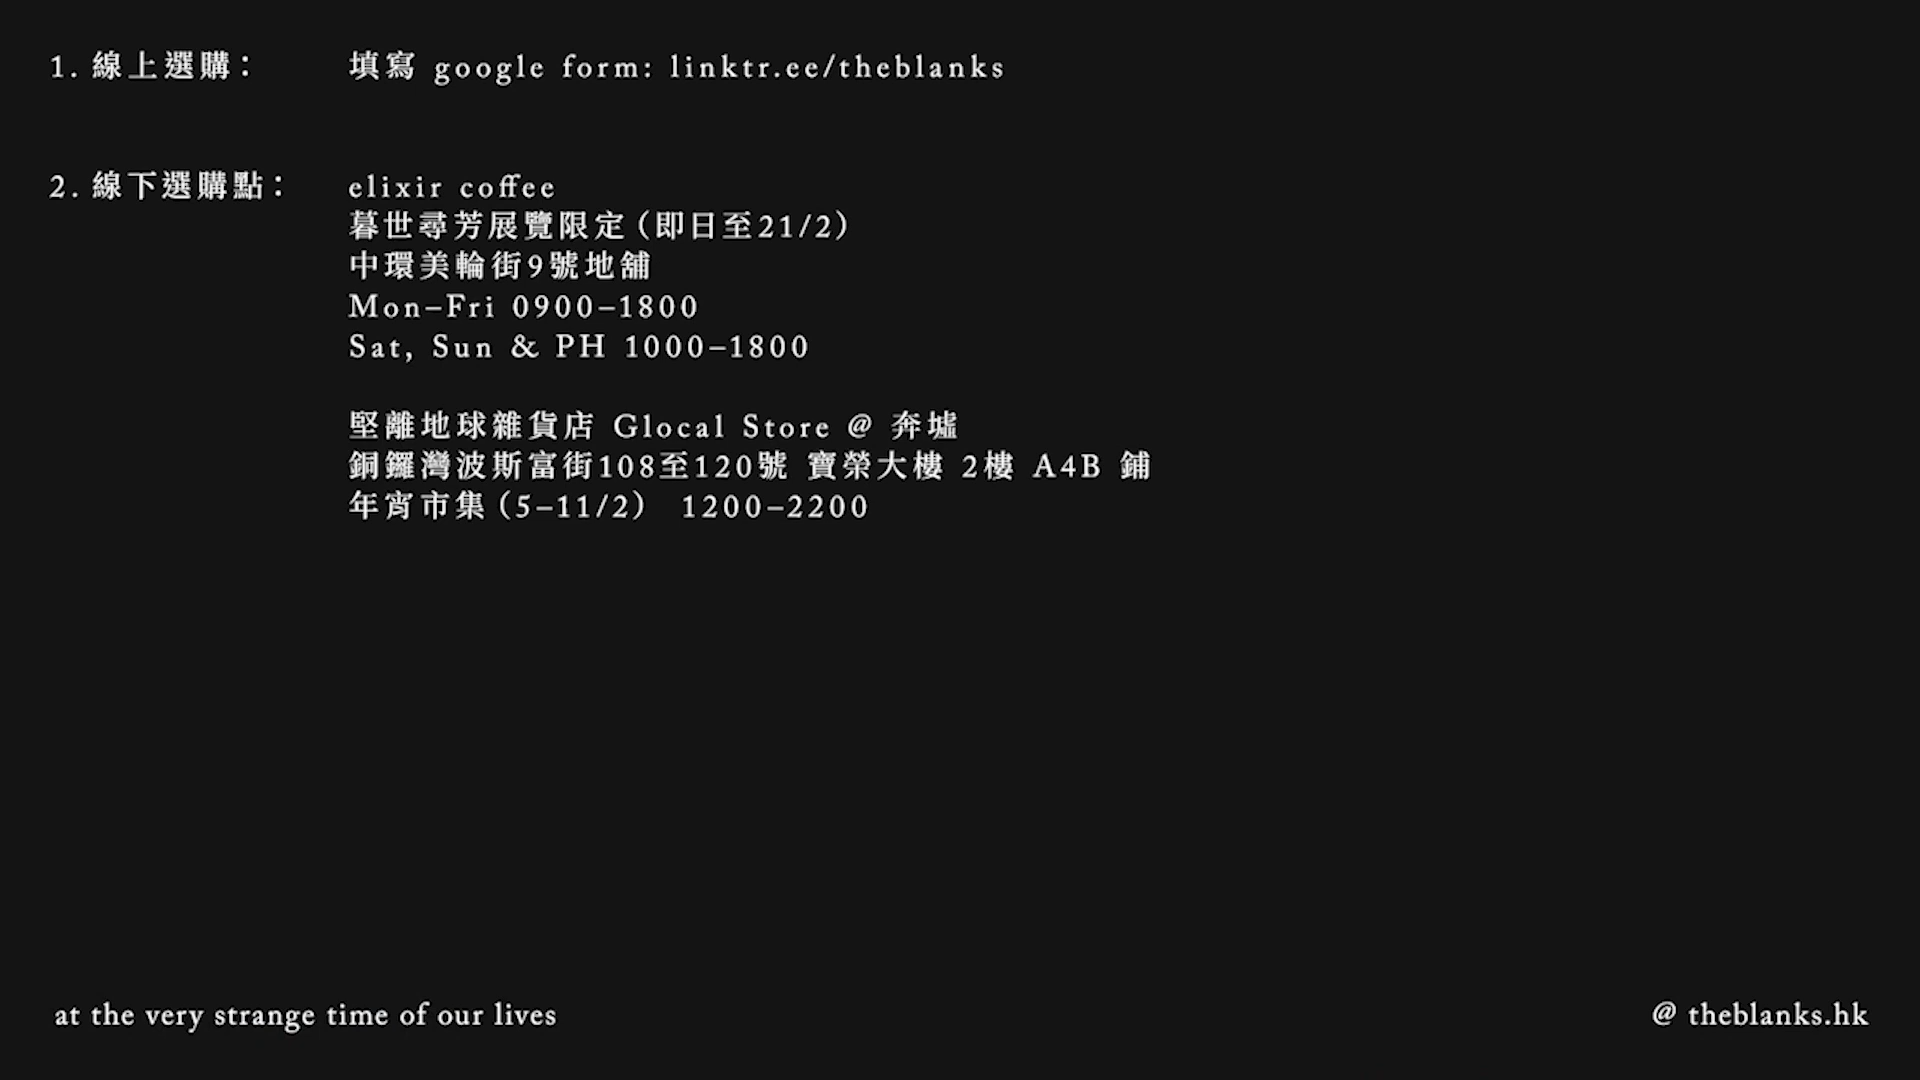 1. 線上選購： 填寫 google form: linktr.ee/theblanks
2. 線下選購點： elixir coffee
暮世尋芳展覽限定（即日至21/2）
中環美輪街9號地舖
Mon–Fri 0900–1800
Sat, Sun & PH 1000–1800
堅離地球雜貨店 Glocal Store @ 奔墟
銅鑼灣波斯富街108至120號 寶榮大樓 2樓 A4B 鋪
年宵市集（5–11/2） 1200–2200
at the very strange time of our lives
@ theblanks.hk